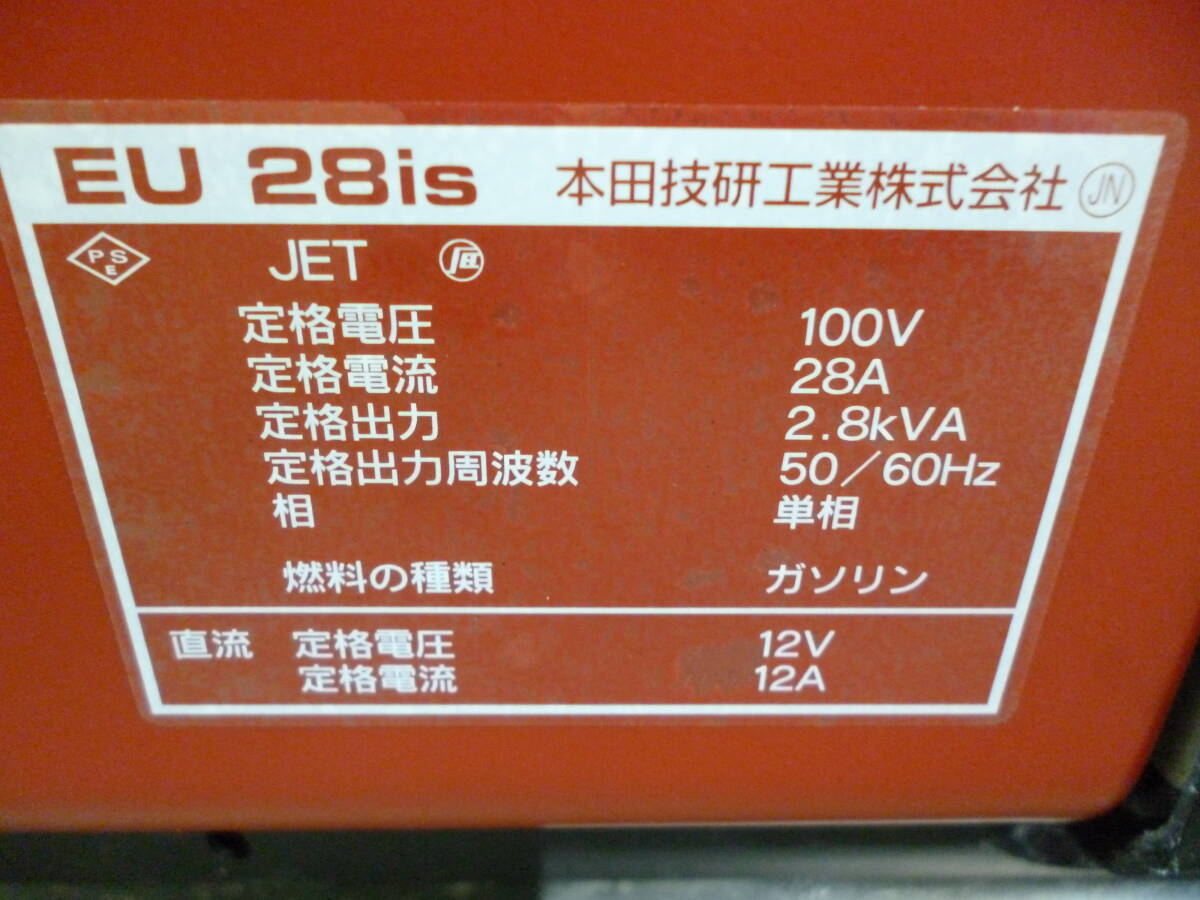 EU 28is 本田技研工業株式会社 JN
PSE JET
定格電圧 100V
定格電流 28A
定格出力 2.8kVA
定格出力周波数 50/60Hz
相 単相
燃料の種類 ガソリン
直流 定格電圧 12V
定格電流 12A